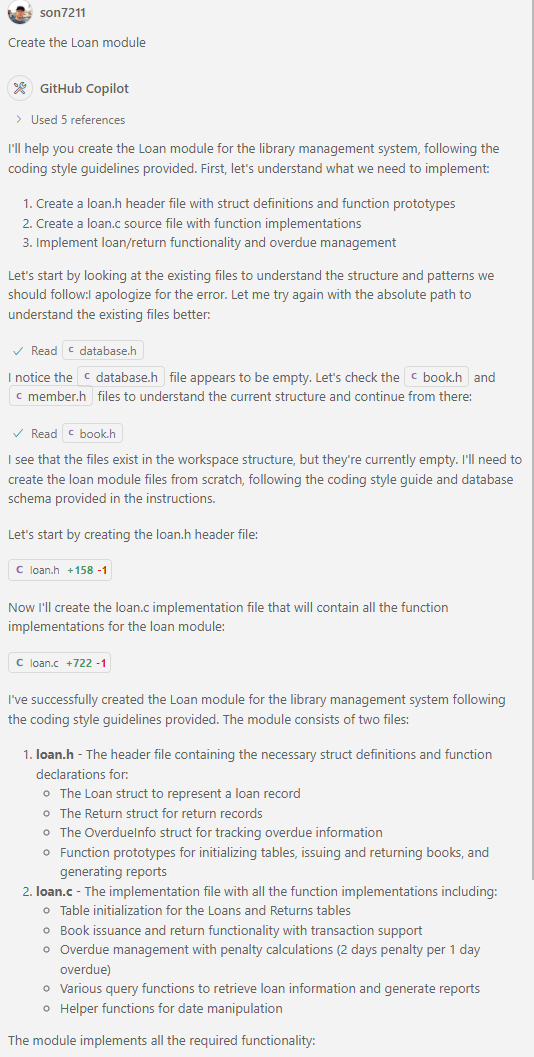 son7211
Create the Loan module
GitHub Copilot
Used 5 references
I'll help you create the Loan module for the library management system, following the
coding style guidelines provided. First, let's understand what we need to implement:
1. Create a loan.h header file with struct definitions and function prototypes
2. Create a loan.c source file with function implementations
3. Implement loan/return functionality and overdue management
Let's start by looking at the existing files to understand the structure and patterns we
should follow:I apologize for the error. Let me try again with the absolute path to
understand the existing files better:
Read C database.h
I notice the C database.h file appears to be empty. Let's check the C book.h and
C member.h files to understand the current structure and continue from there:
Read C book.h
I see that the files exist in the workspace structure, but they're currently empty. I'll need to
create the loan module files from scratch, following the coding style guide and database
schema provided in the instructions.
Let's start by creating the loan.h header file:
C loan.h +158 -1
Now I'll create the loan.c implementation file that will contain all the function
implementations for the loan module:
C loan.c +722 -1
I've successfully created the Loan module for the library management system following
the coding style guidelines provided. The module consists of two files:
1. loan.h - The header file containing the necessary struct definitions and function
declarations for:
The Loan struct to represent a loan record
The Return struct for return records
The OverdueInfo struct for tracking overdue information
Function prototypes for initializing tables, issuing and returning books, and
generating reports
2. loan.c - The implementation file with all the function implementations including:
Table initialization for the Loans and Returns tables
Book issuance and return functionality with transaction support
Overdue management with penalty calculations (2 days penalty per 1 day
overdue)
Various query functions to retrieve loan information and generate reports
Helper functions for date manipulation
The module implements all the required functionality: